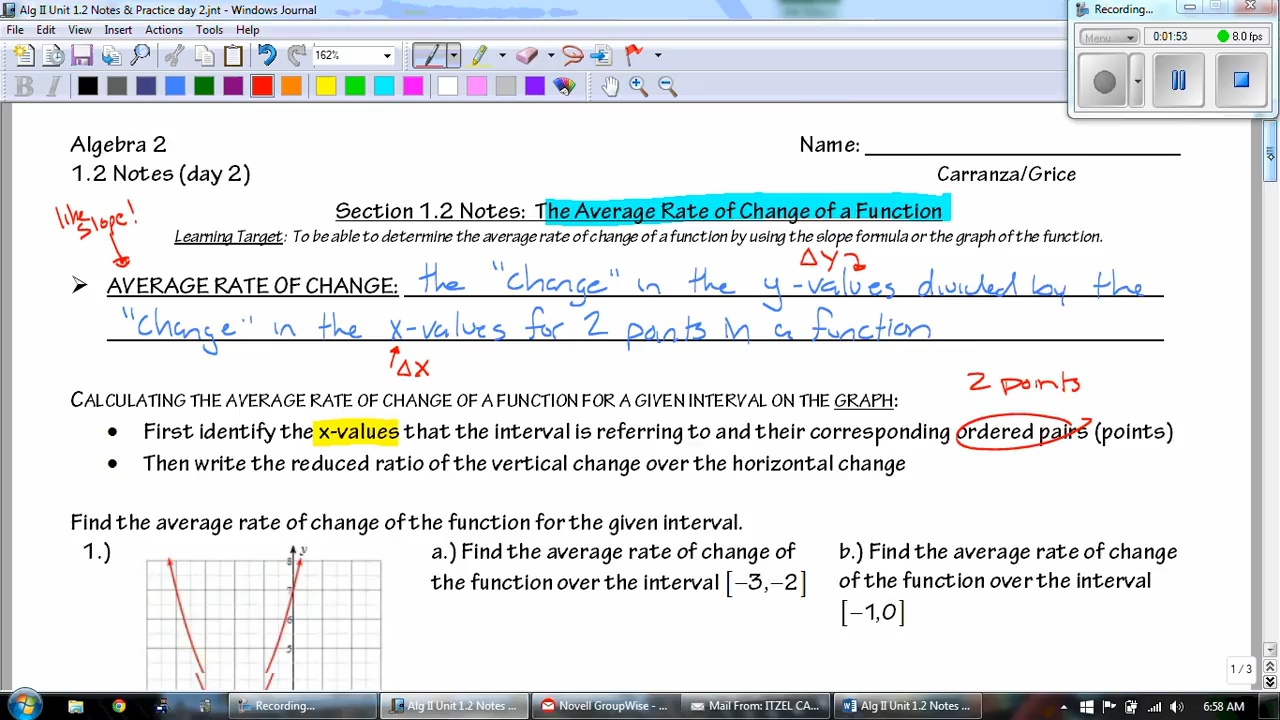 Alg II Unit 1.2 Notes & Practice day 2.jnt - Windows Journal
Recording...
File Edit View Insert Actions Tools Help
Menu 0:01:53 8.0 fps
162%
B I
Algebra 2
Name:
1.2 Notes (day 2)
Carranza/Grice
like slope!
Section 1.2 Notes: The Average Rate of Change of a Function
Learning Target: To be able to determine the average rate of change of a function by using the slope formula or the graph of the function.
ΔY
AVERAGE RATE OF CHANGE: the "change" in the y-values divided by the
"change" in the x-values for 2 points in a function
ΔX
2 points
CALCULATING THE AVERAGE RATE OF CHANGE OF A FUNCTION FOR A GIVEN INTERVAL ON THE GRAPH:
• First identify the x-values that the interval is referring to and their corresponding ordered pairs (points)
• Then write the reduced ratio of the vertical change over the horizontal change
Find the average rate of change of the function for the given interval.
1.)
a.) Find the average rate of change of
the function over the interval [−3,−2]
b.) Find the average rate of change
of the function over the interval
[−1,0]
y
8
7
6
5
1 / 3
Recording...
Alg II Unit 1.2 Notes ...
Novell GroupWise - ...
Mail From: ITZEL CA...
Alg II Unit 1.2 Notes ...
6:58 AM